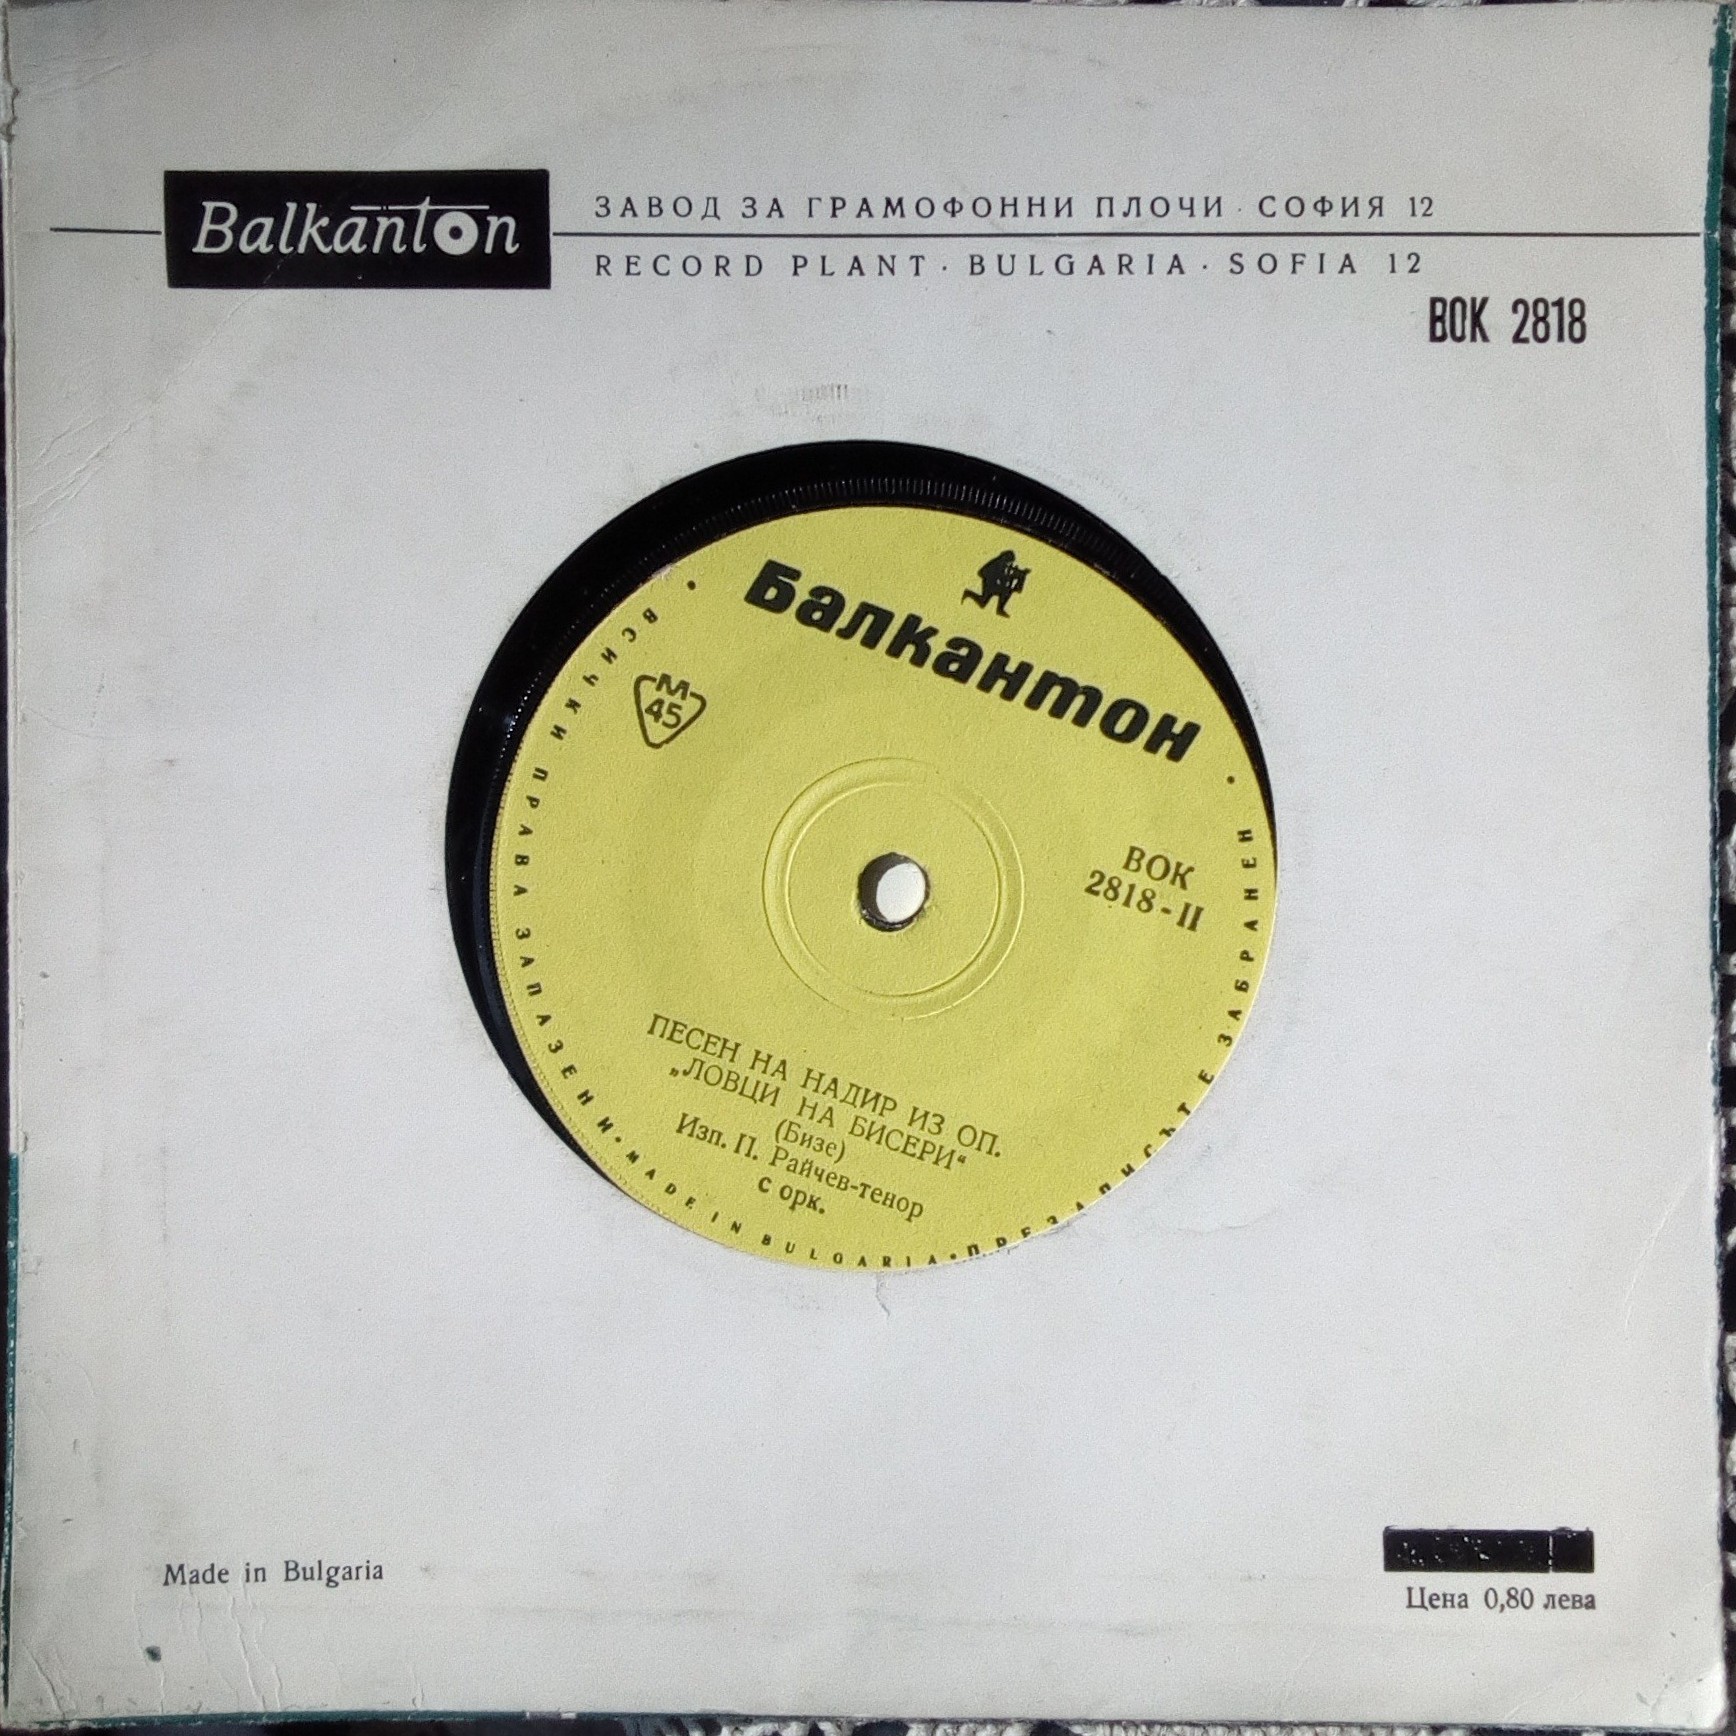 Balkanton
ЗАВОД ЗА ГРАМОФОННИ ПЛОЧИ · СОФИЯ 12
RECORD PLANT · BULGARIA · SOFIA 12
ВОК 2818
Балкантон
М
45
ВОК
2818-II
ПЕСЕН НА НАДИР ИЗ ОП.
„ЛОВЦИ НА БИСЕРИ“
(Бизе)
Изп. П. Райчев-тенор
с орк.
• ВСИЧКИ ПРАВА ЗАПАЗЕНИ • MADE IN BULGARIA • ПРЕЗАПИСЪТ Е ЗАБРАНЕН •
Made in Bulgaria
Цена 0,80 лева